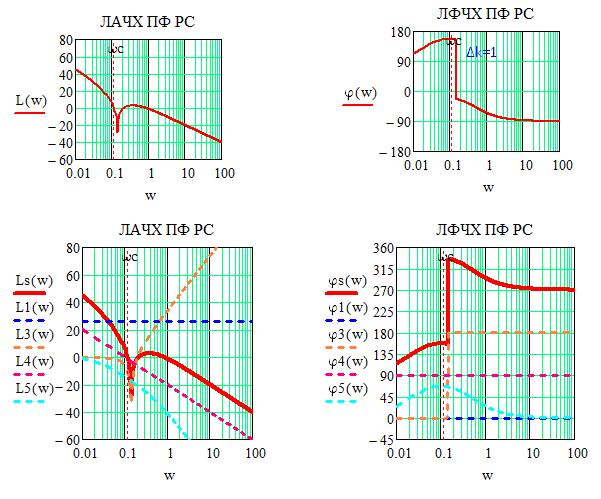 ЛАЧХ ПФ РС
80
60
40
20
0
−20
−40
−60
L(w)
ωc
0.01 0.1 1 10 100
w
ЛФЧХ ПФ РС
180
90
0
−90
−180
φ(w)
ωc
Δk=1
0.01 0.1 1 10 100
w
ЛАЧХ ПФ РС
80
60
40
20
0
−20
−40
−60
Ls(w)
L1(w)
L3(w)
L4(w)
L5(w)
ωc
0.01 0.1 1 10 100
w
ЛФЧХ ПФ РС
360
315
270
225
180
135
90
45
0
−45
φs(w)
φ1(w)
φ3(w)
φ4(w)
φ5(w)
ωc
0.01 0.1 1 10 100
w